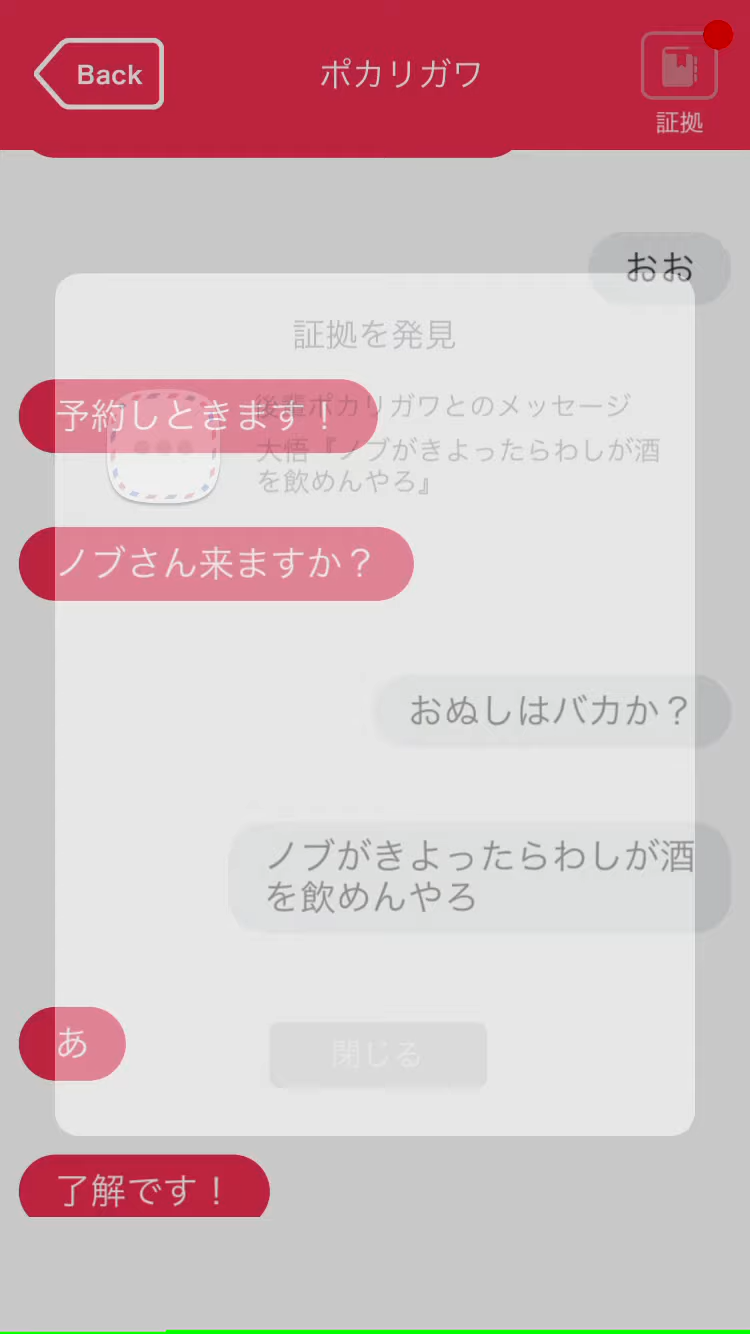 Back
ポカリガワ
証拠
おお
証拠を発見
予約しときます！
後輩ポカリガワとのメッセージ
大悟『ノブがきよったらわしが酒
を飲めんやろ』
ノブさん来ますか？
おぬしはバカか？
ノブがきよったらわしが酒
を飲めんやろ
あ
閉じる
了解です！